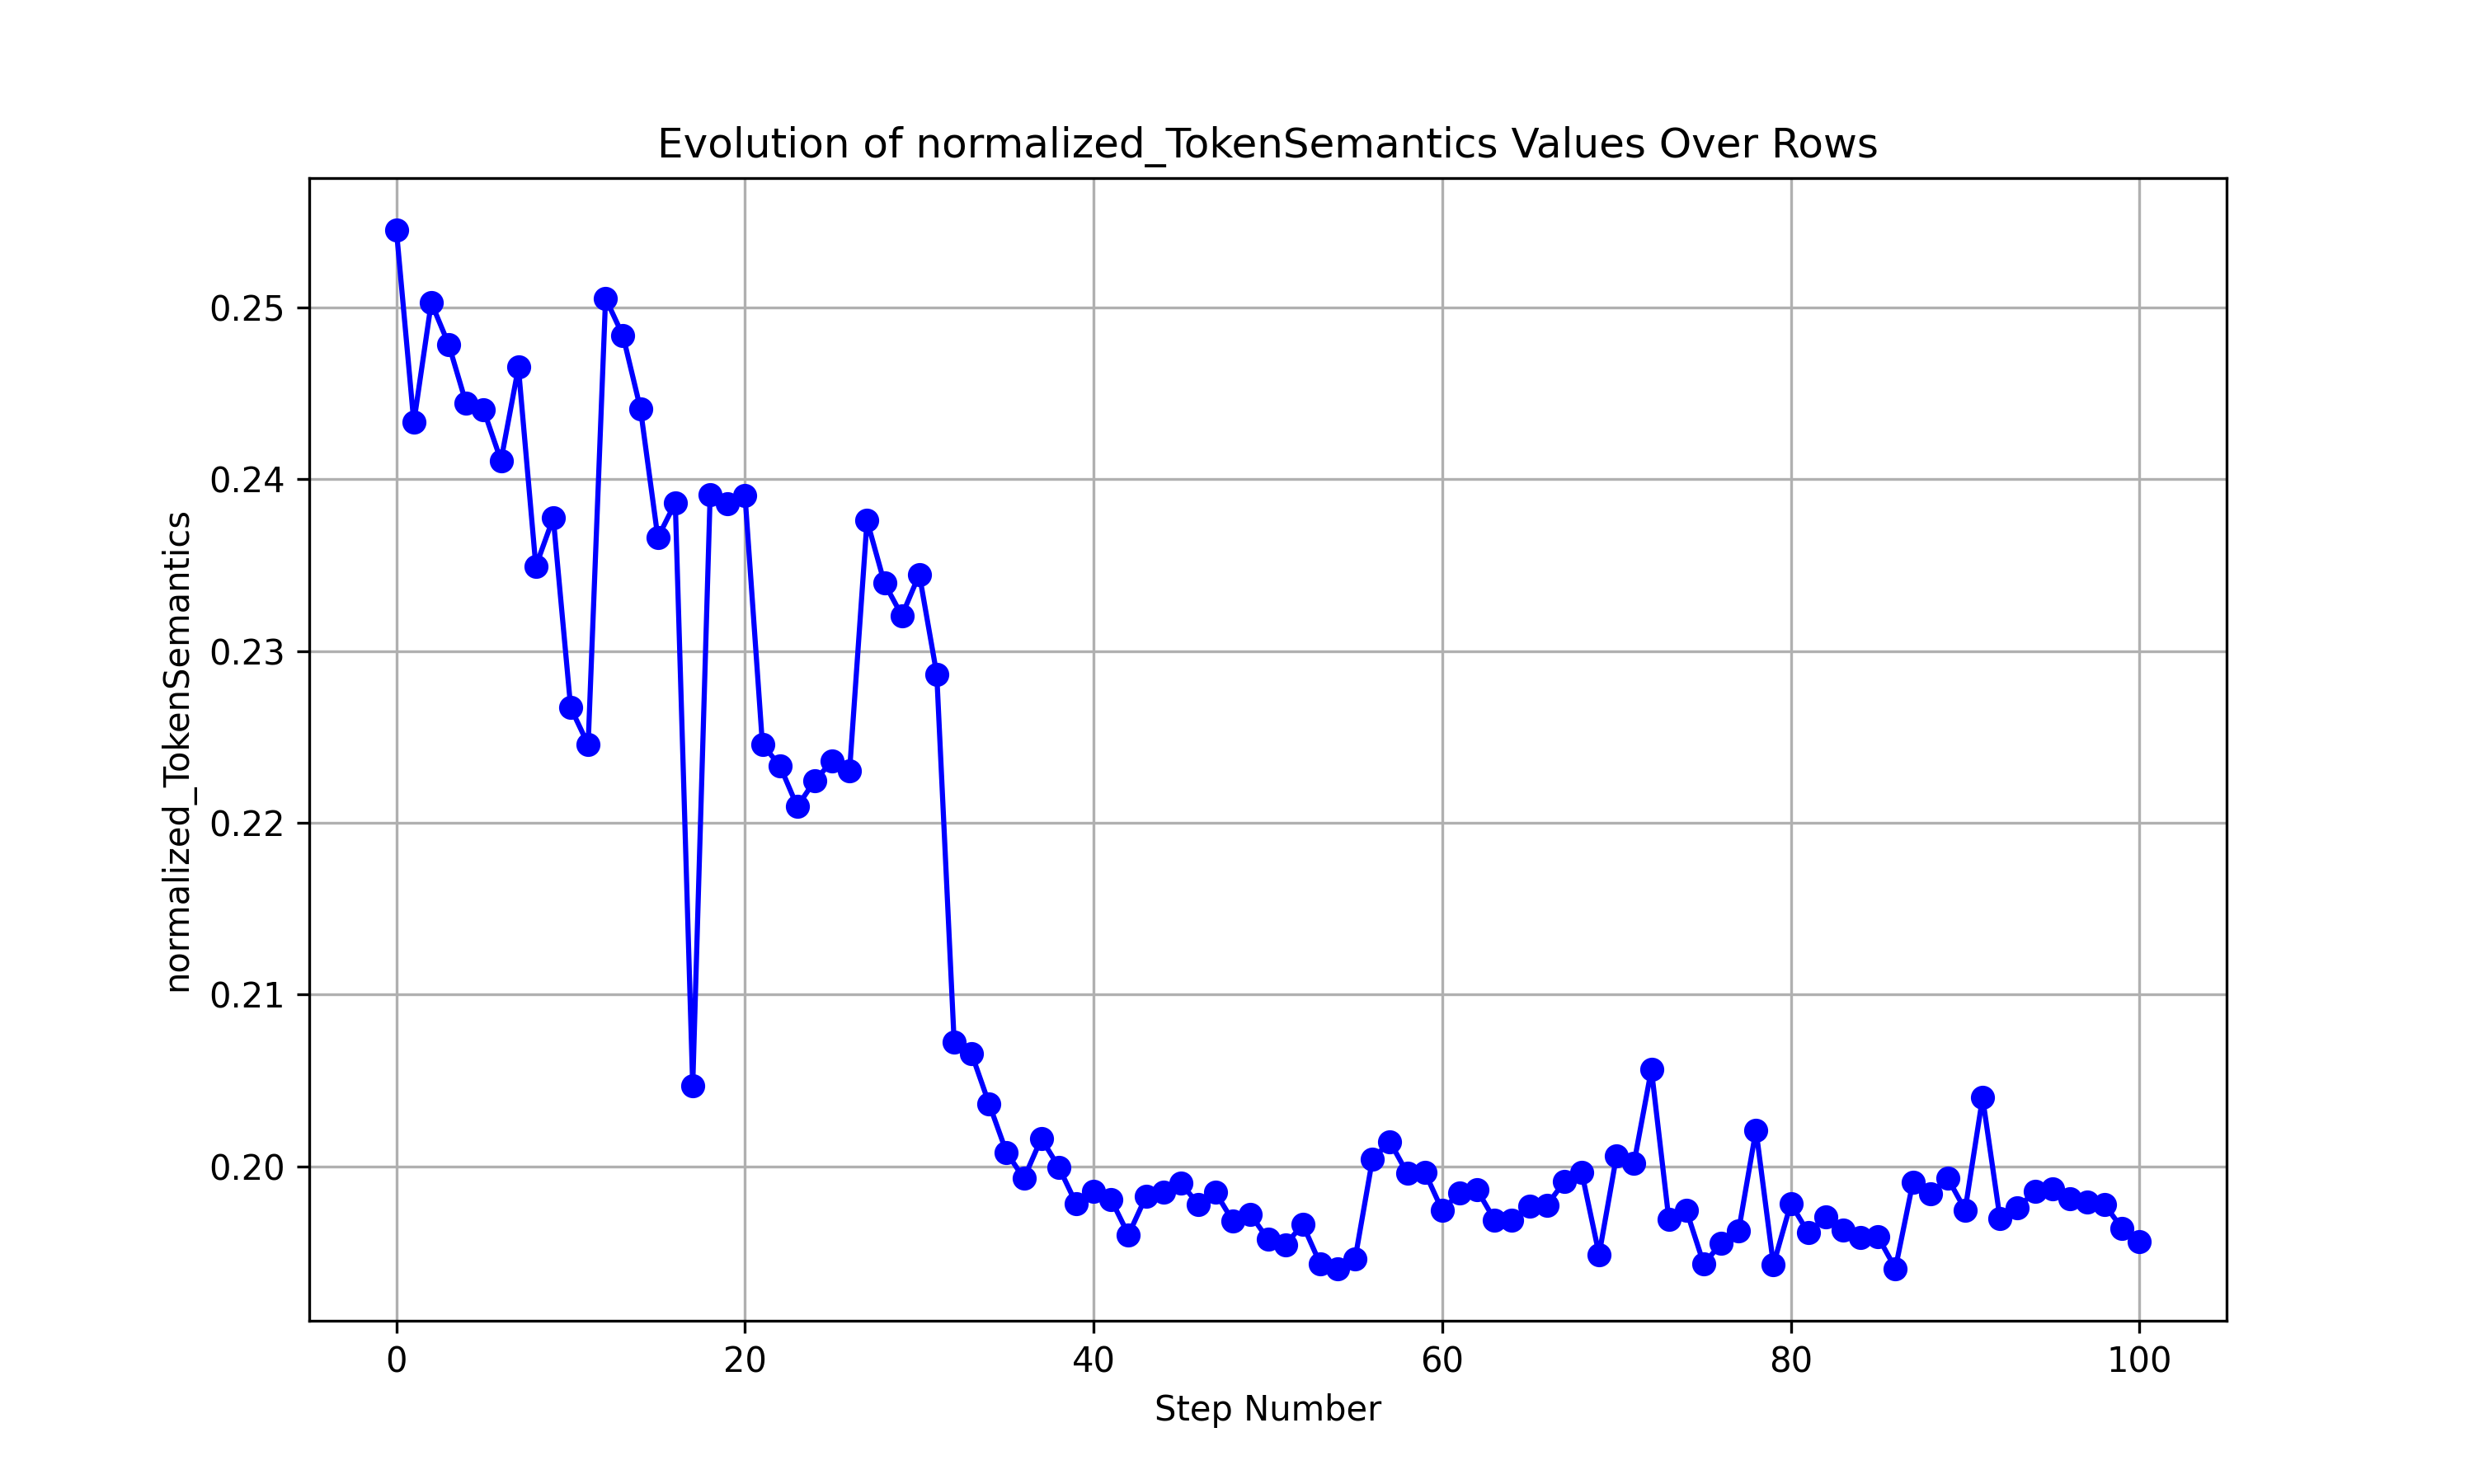 Evolution of normalized_TokenSemantics Values Over Rows
normalized_TokenSemantics
0.25
0.24
0.23
0.22
0.21
0.20
0 20 40 60 80 100
Step Number